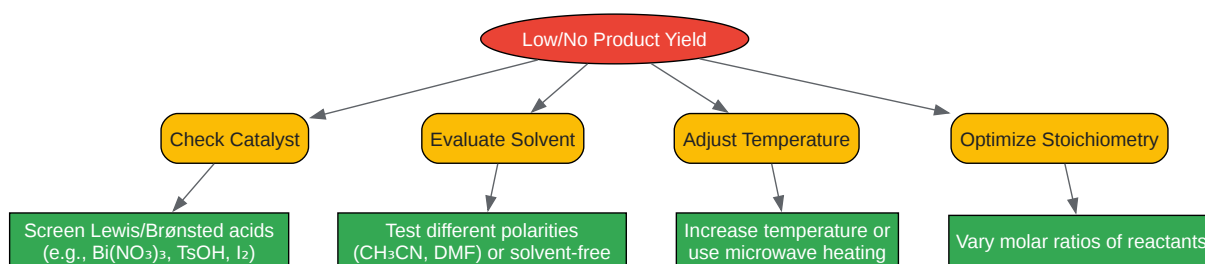 Low/No Product Yield
Check Catalyst
Evaluate Solvent
Adjust Temperature
Optimize Stoichiometry
Screen Lewis/Brønsted acids
(e.g., Bi(NO₃)₃, TsOH, I₂)
Test different polarities
(CH₃CN, DMF) or solvent-free
Increase temperature or
use microwave heating
Vary molar ratios of reactants